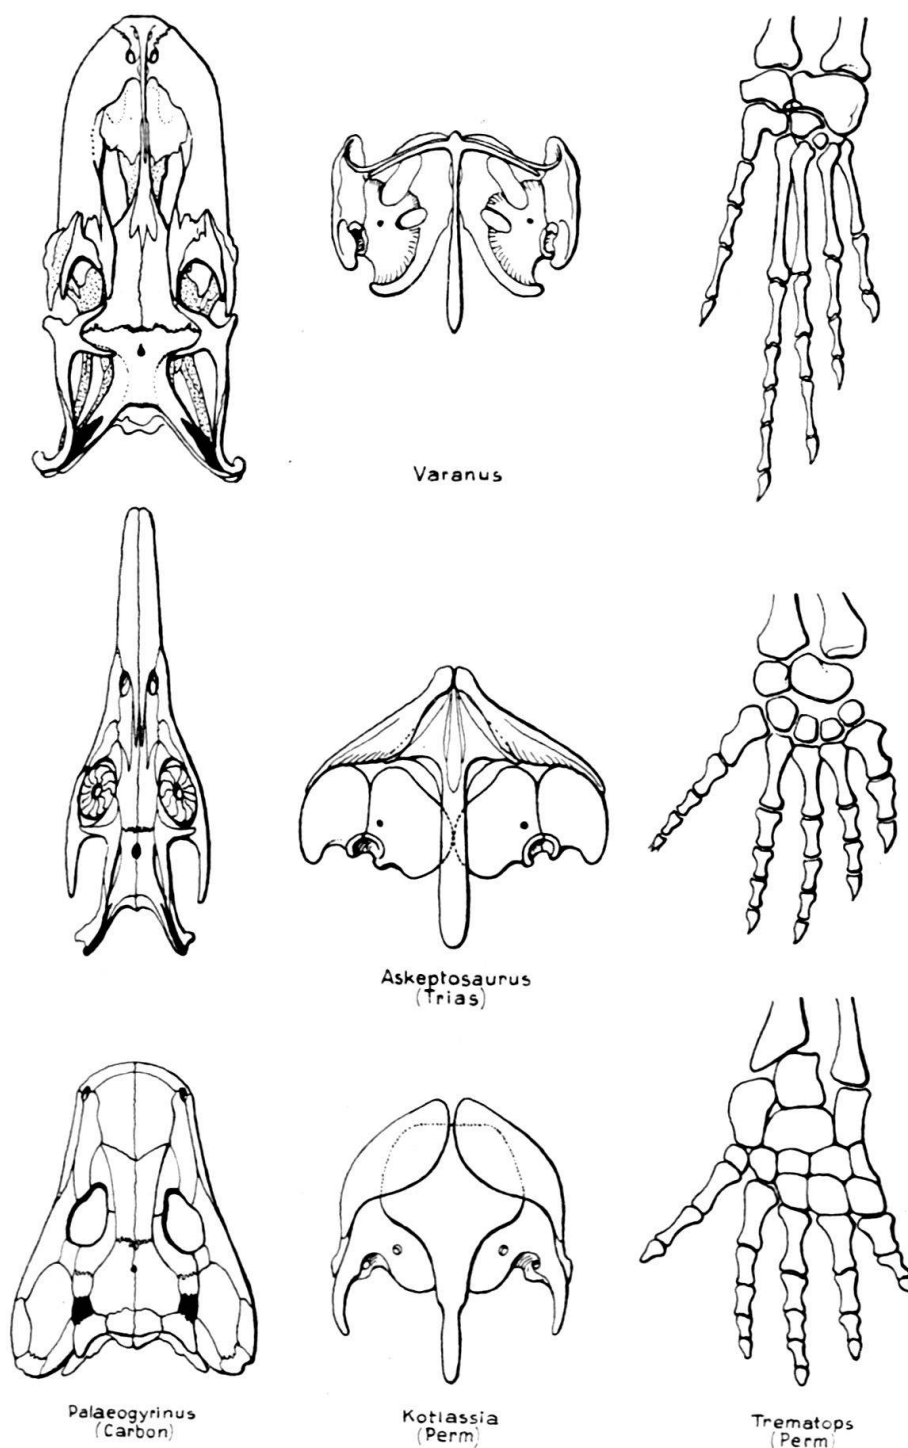 Varanus
Askeptosaurus
(Trias)
Palaeogyrinus
(Carbon)
Kotlassia
(Perm)
Trematops
(Perm)